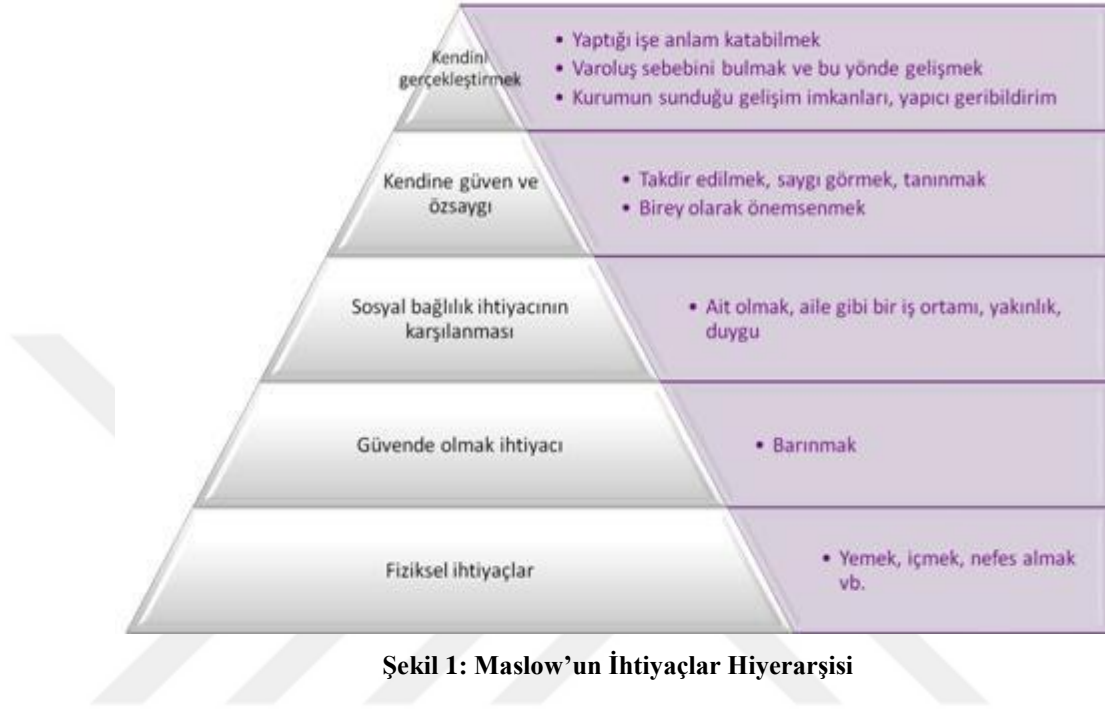 Kendini
gerçekleştirmek
• Yaptığı işe anlam katabilmek
• Varoluş sebebini bulmak ve bu yönde gelişmek
• Kurumun sunduğu gelişim imkanları, yapıcı geribildirim
Kendine güven ve
özsaygı
• Takdir edilmek, saygı görmek, tanınmak
• Birey olarak önemsenmek
Sosyal bağlılık ihtiyacının
karşılanması
• Ait olmak, aile gibi bir iş ortamı, yakınlık,
duygu
Güvende olmak ihtiyacı
• Barınmak
Fiziksel ihtiyaçlar
• Yemek, içmek, nefes almak
vb.
Şekil 1: Maslow’un İhtiyaçlar Hiyerarşisi